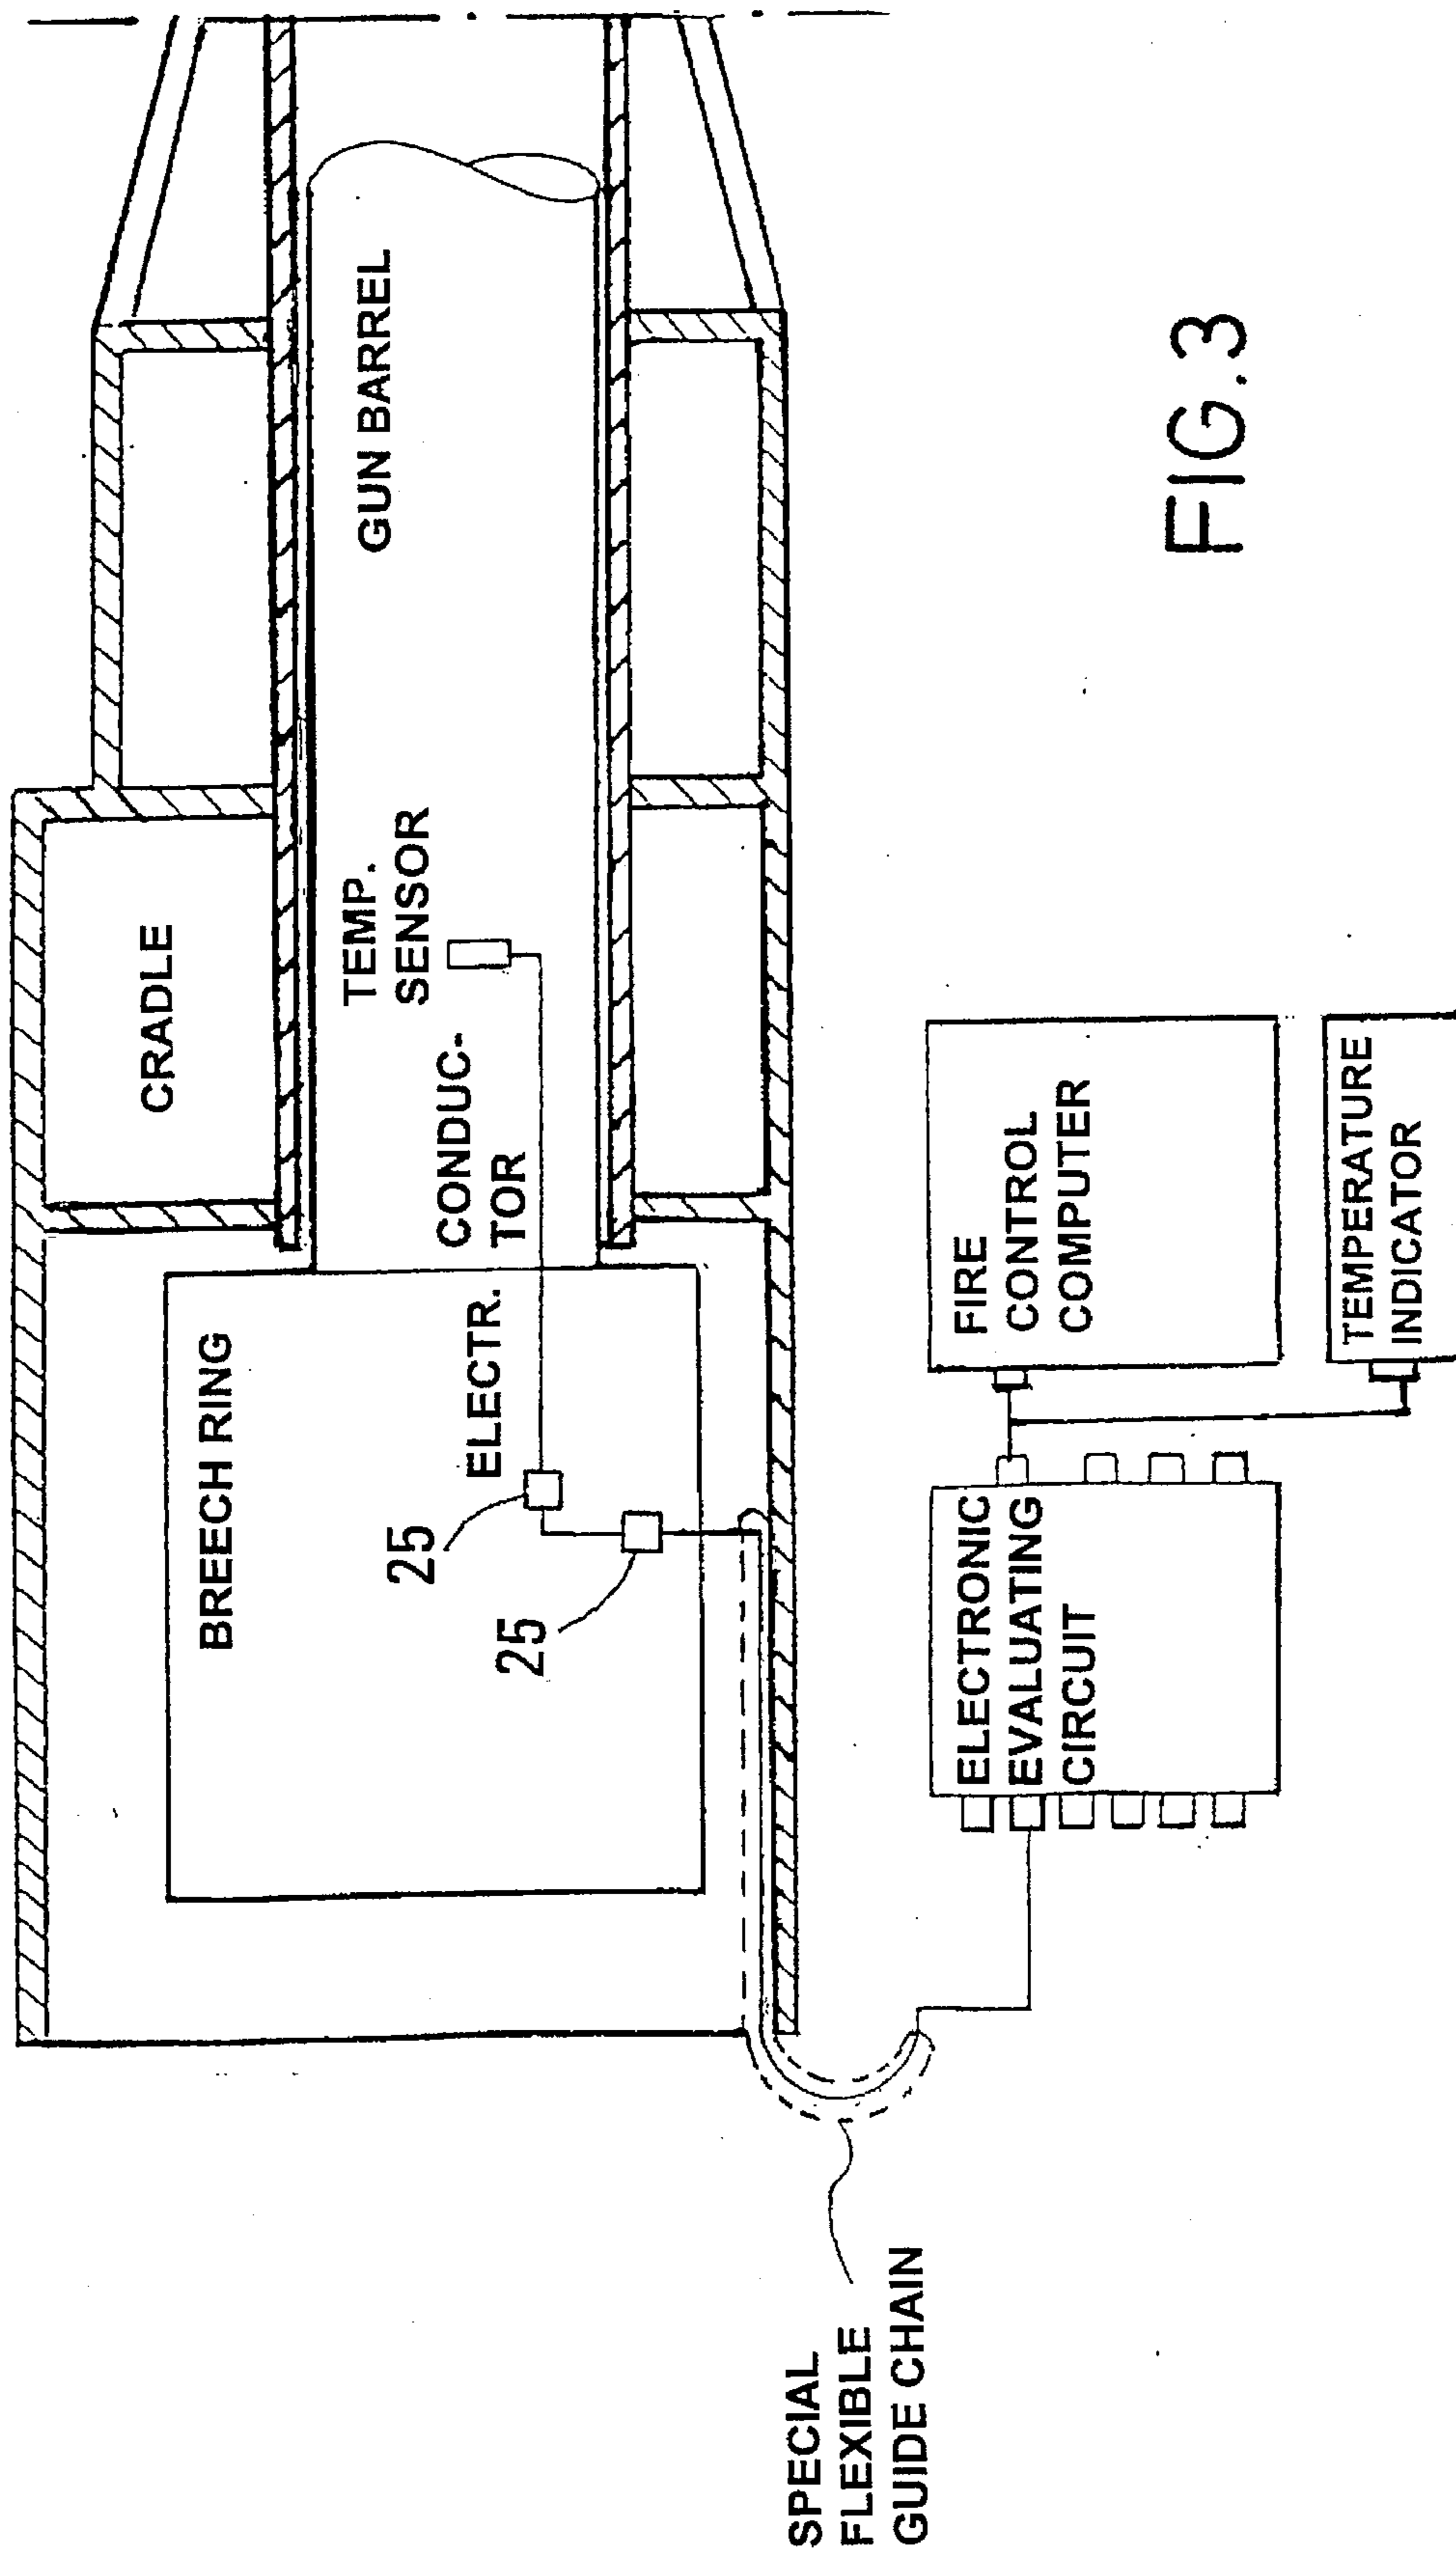 CRADLE
GUN BARREL
TEMP.
SENSOR
CONDUC-
TOR
ELECTR.
BREECH RING
25
25
SPECIAL
FLEXIBLE
GUIDE CHAIN
ELECTRONIC
EVALUATING
CIRCUIT
FIRE
CONTROL
COMPUTER
TEMPERATURE
INDICATOR
FIG.3